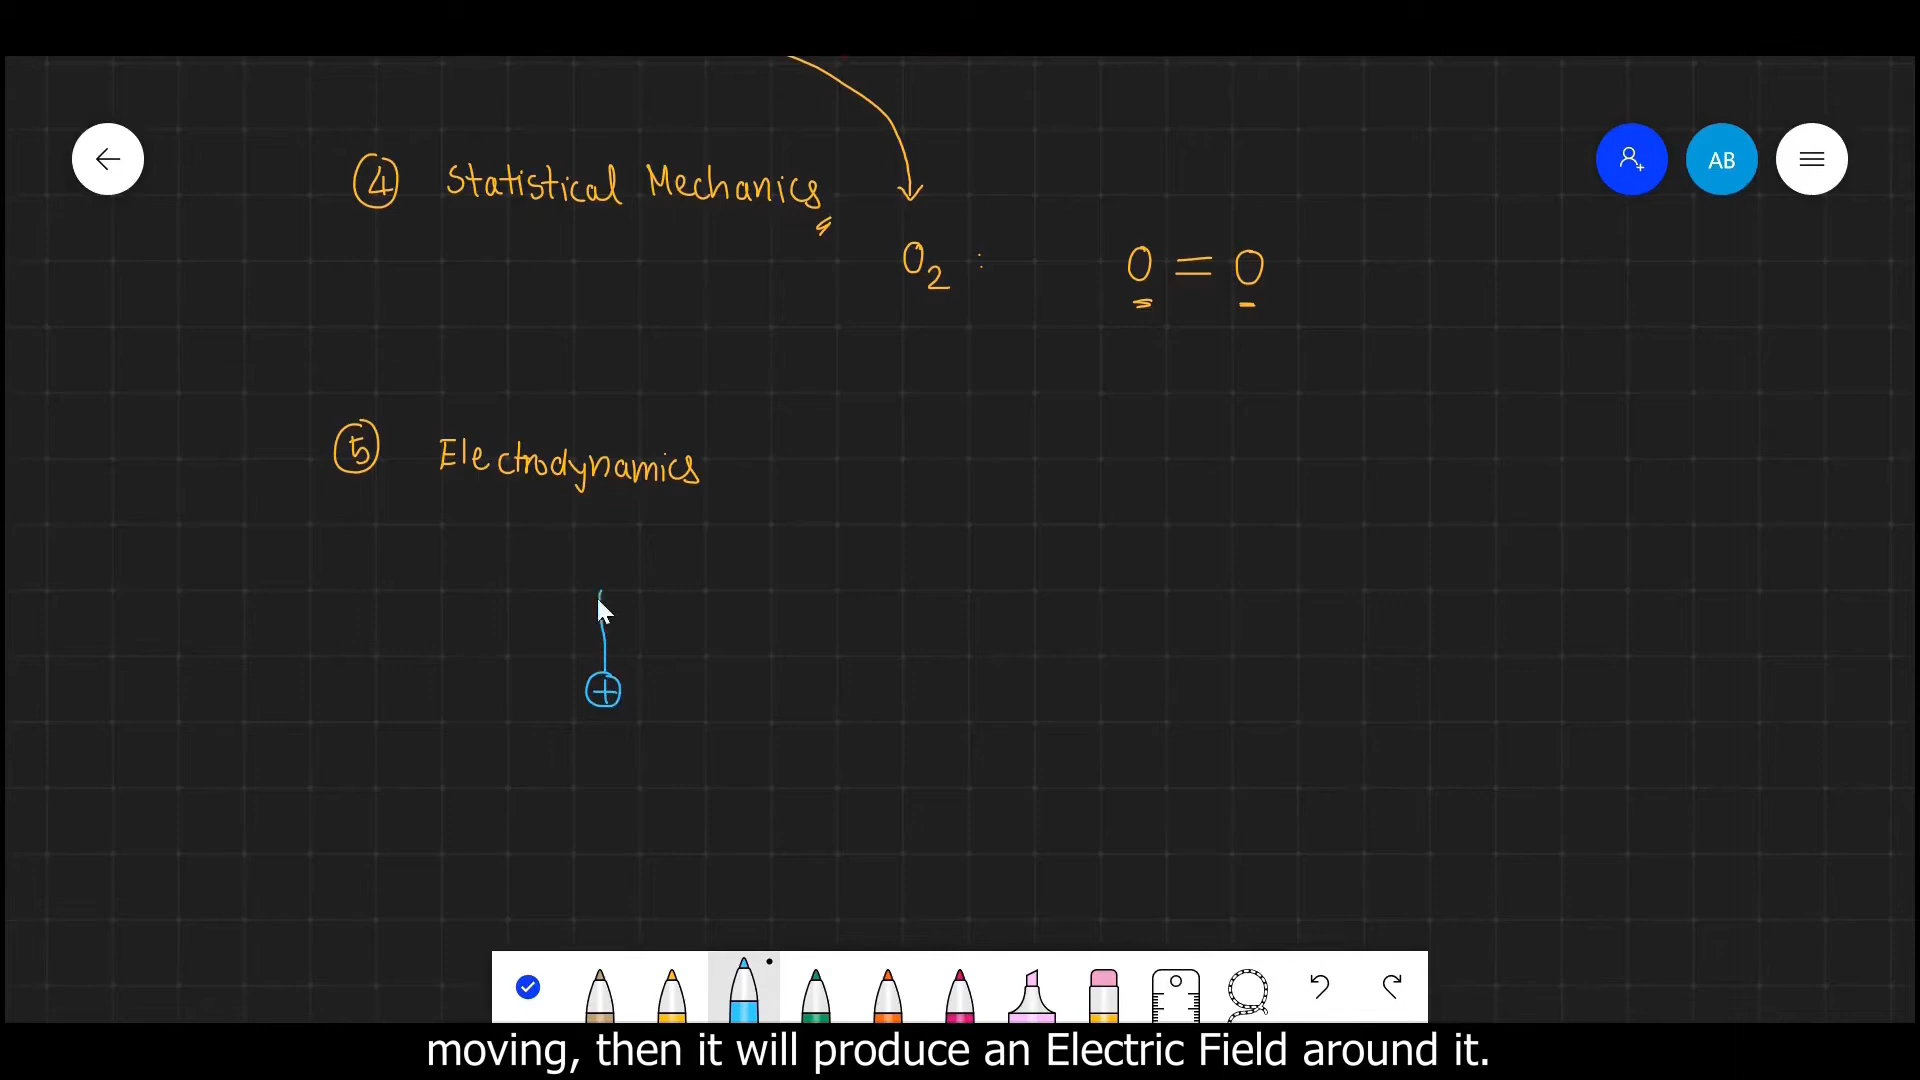 ④ Statistical Mechanics
AB
O₂ : O = O
⑤ Electrodynamics
+
moving, then it will produce an Electric Field around it.